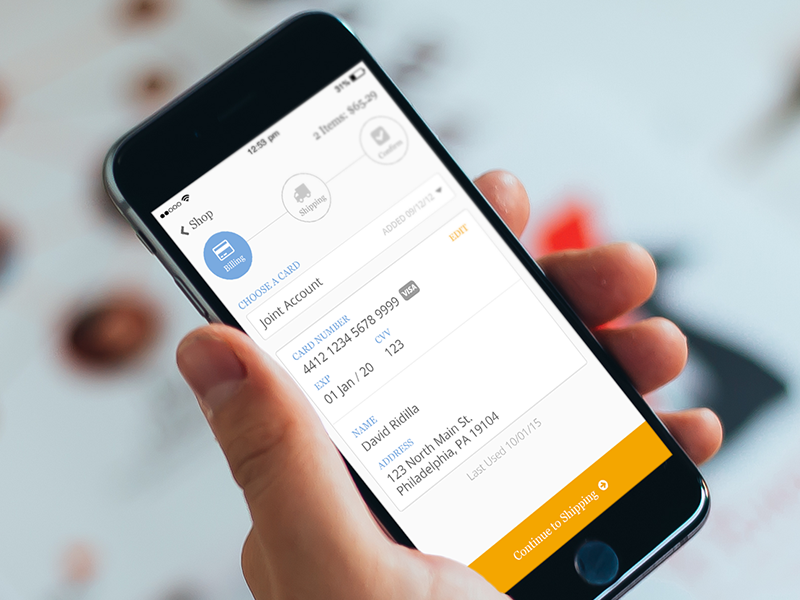 12:53 pm
31%
Shop
2 Items: $65.29
Billing
Shipping
Confirm
CHOOSE A CARD
Joint Account
ADDED 09/12/12
EDIT
CARD NUMBER
4412 1234 5678 9999 VISA
EXP CVV
01 Jan / 20 123
NAME
David Ridilla
ADDRESS
123 North Main St.
Philadelphia, PA 19104
Last Used 10/01/15
Continue to Shipping